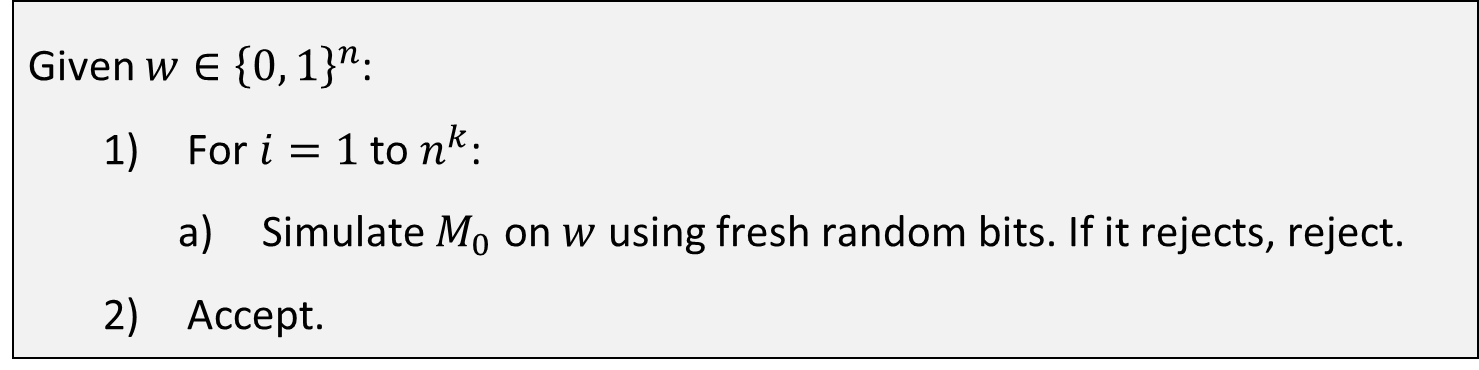 Given w ∈ {0, 1}ⁿ:
1) For i = 1 to nᵏ:
a) Simulate M₀ on w using fresh random bits. If it rejects, reject.
2) Accept.